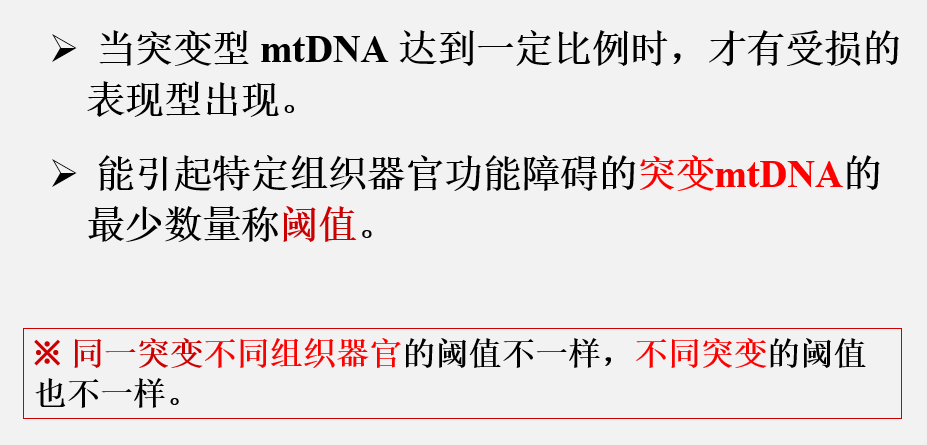 ➢ 当突变型 mtDNA 达到一定比例时，才有受损的
表现型出现。
➢ 能引起特定组织器官功能障碍的突变mtDNA的
最少数量称阈值。
※ 同一突变不同组织器官的阈值不一样，不同突变的阈值
也不一样。